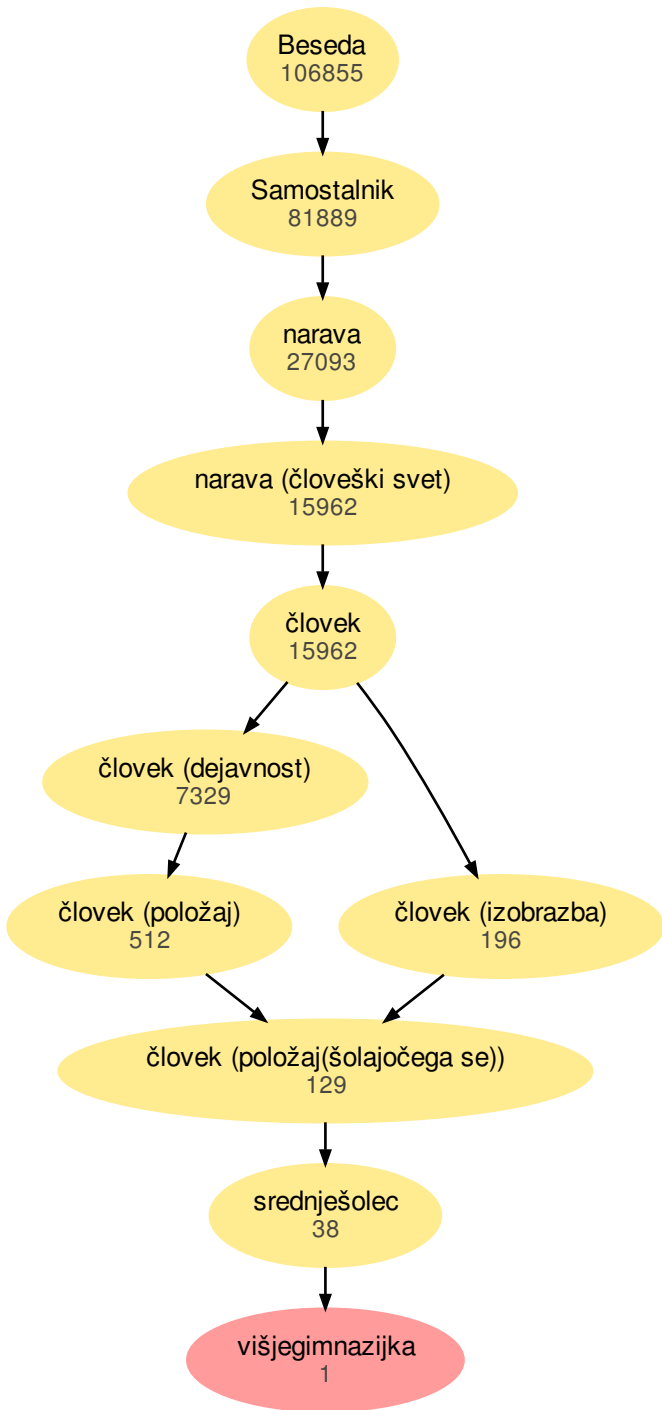 Beseda
106855
Samostalnik
81889
narava
27093
narava (človeški svet)
15962
človek
15962
človek (dejavnost)
7329
človek (položaj)
512
človek (izobrazba)
196
človek (položaj(šolajočega se))
129
srednješolec
38
višjegimnazijka
1